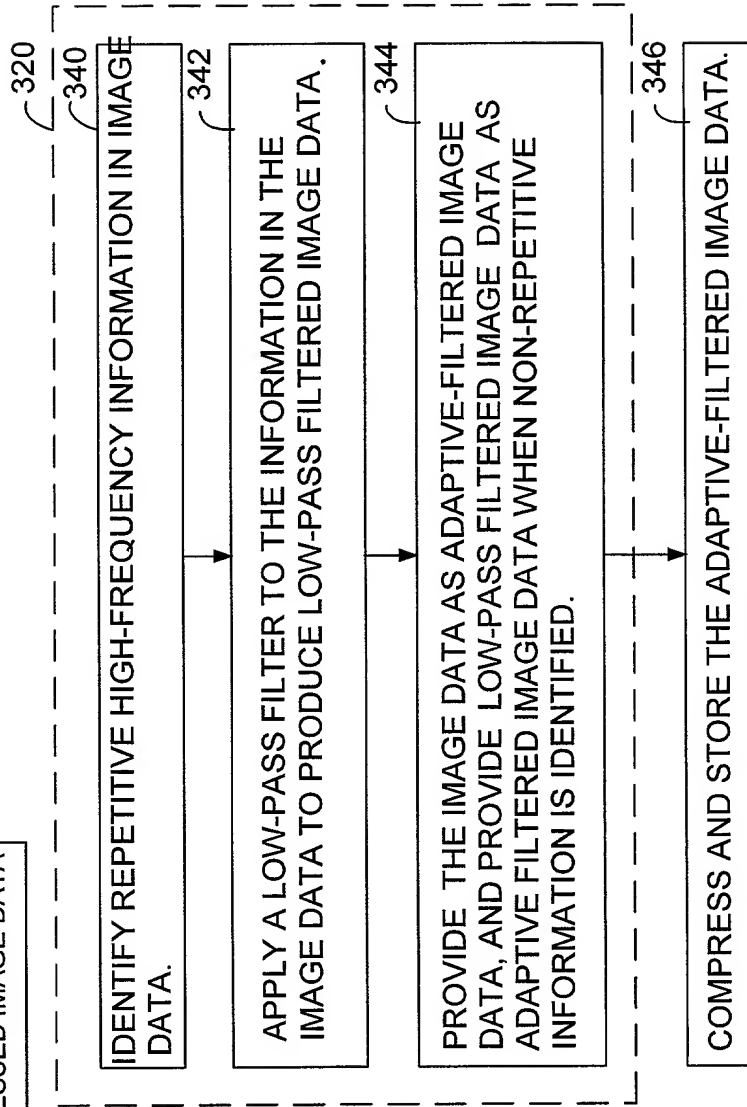 IMAGE DATA
320
340
IDENTIFY REPETITIVE HIGH-FREQUENCY INFORMATION IN IMAGE
DATA.
342
APPLY A LOW-PASS FILTER TO THE INFORMATION IN THE
IMAGE DATA TO PRODUCE LOW-PASS FILTERED IMAGE DATA.
344
PROVIDE THE IMAGE DATA AS ADAPTIVE-FILTERED IMAGE
DATA, AND PROVIDE LOW-PASS FILTERED IMAGE DATA AS
ADAPTIVE FILTERED IMAGE DATA WHEN NON-REPETITIVE
INFORMATION IS IDENTIFIED.
346
COMPRESS AND STORE THE ADAPTIVE-FILTERED IMAGE DATA.